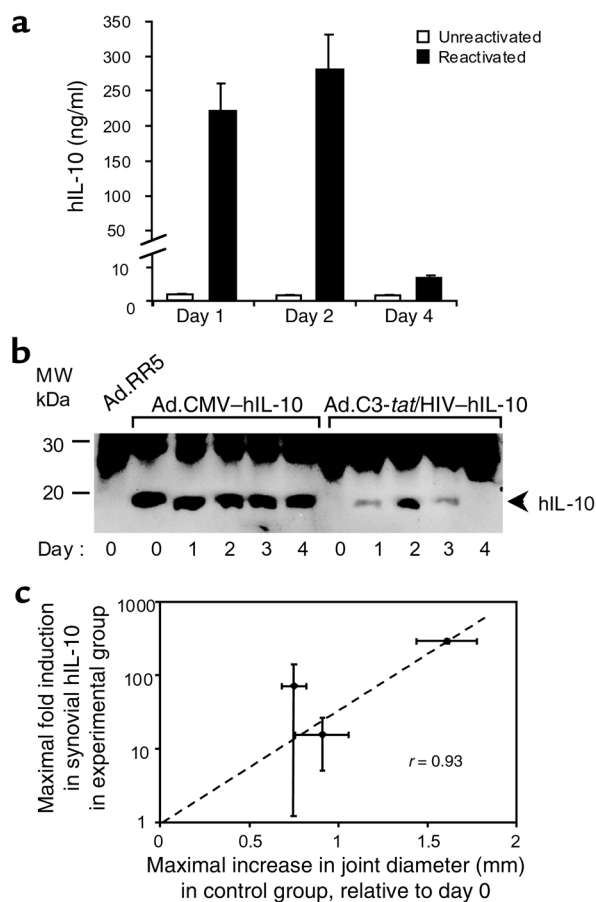 a
350
300
250
200
150
100
50
10
0
hIL-10 (ng/ml)
Unreactivated
Reactivated
Day 1 Day 2 Day 4
b
MW
kDa
Ad.RR5
Ad.CMV–hIL-10
Ad.C3-tat/HIV–hIL-10
30
20
hIL-10
Day : 0 0 1 2 3 4 0 1 2 3 4
c
Maximal fold induction
in synovial hIL-10
in experimental group
1000
100
10
1
r = 0.93
0 0.5 1 1.5 2
Maximal increase in joint diameter (mm)
in control group, relative to day 0